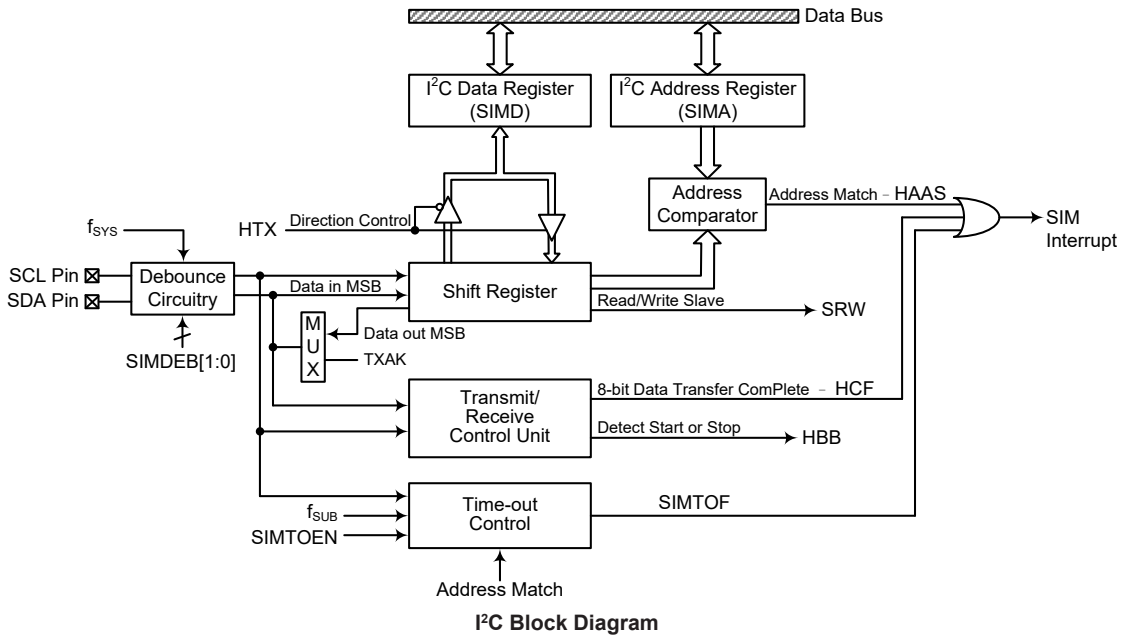 Data Bus
I²C Data Register
(SIMD)
I²C Address Register
(SIMA)
Address
Comparator
Address Match - HAAS
SIM
Interrupt
HTX
Direction Control
fSYS
SCL Pin
SDA Pin
Debounce
Circuitry
SIMDEB[1:0]
Data in MSB
Shift Register
Read/Write Slave
SRW
M
U
X
Data out MSB
TXAK
Transmit/
Receive
Control Unit
8-bit Data Transfer ComPlete - HCF
Detect Start or Stop
HBB
fSUB
SIMTOEN
Time-out
Control
SIMTOF
Address Match
I²C Block Diagram